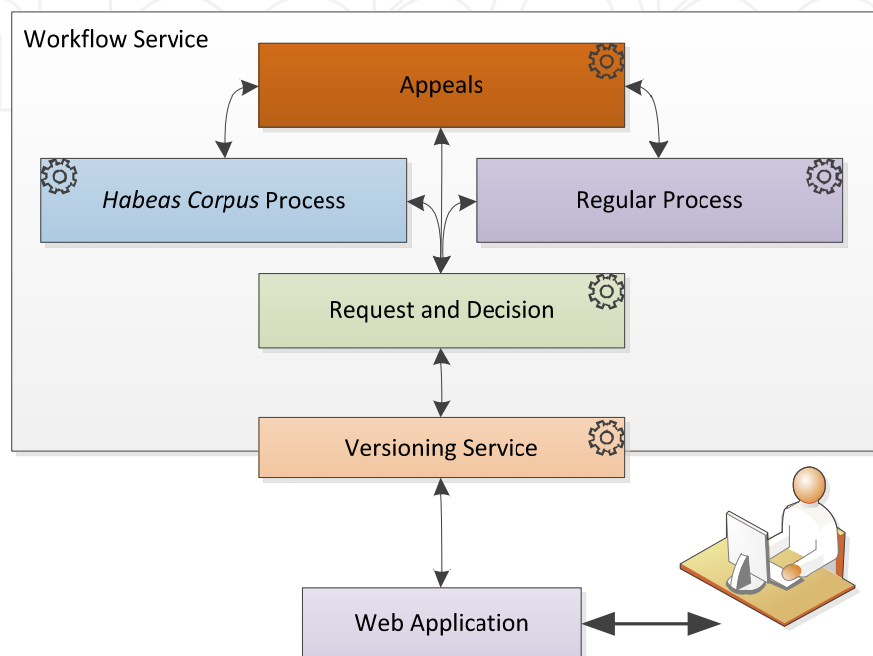 Workflow Service
Appeals
Habeas Corpus Process
Regular Process
Request and Decision
Versioning Service
Web Application